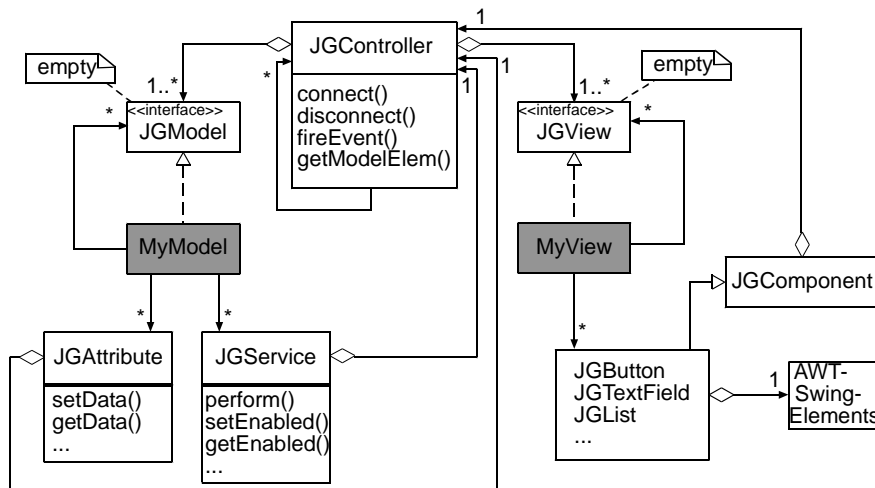 1
JGController
empty
empty
1..*
*
1
1
1..*
<<interface>>
JGModel
*
*
<<interface>>
JGView
connect()
disconnect()
fireEvent()
getModelElem()
MyModel
MyView
JGComponent
*
*
*
JGAttribute
setData()
getData()
...
JGService
perform()
setEnabled()
getEnabled()
...
JGButton
JGTextField
JGList
...
1
AWT-
Swing-
Elements